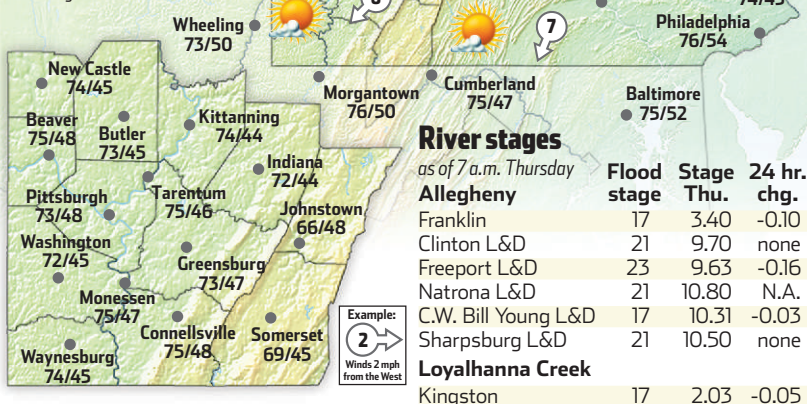 Wheeling
73/50
Philadelphia
76/54
7
New Castle
74/45
Morgantown
76/50
Cumberland
75/47
Baltimore
75/52
Beaver
75/48
Butler
73/45
Kittanning
74/44
Indiana
72/44
Pittsburgh
73/48
Tarentum
75/46
Johnstown
66/48
Washington
72/45
Greensburg
73/47
Monessen
75/47
Connellsville
75/48
Somerset
69/45
Waynesburg
74/45
Example:
2
Winds 2 mph
from the West
River stages
as of 7 a.m. Thursday Flood Stage 24 hr.
Allegheny stage Thu. chg.
Franklin 17 3.40 -0.10
Clinton L&D 21 9.70 none
Freeport L&D 23 9.63 -0.16
Natrona L&D 21 10.80 N.A.
C.W. Bill Young L&D 17 10.31 -0.03
Sharpsburg L&D 21 10.50 none
Loyalhanna Creek
Kingston 17 2.03 -0.05